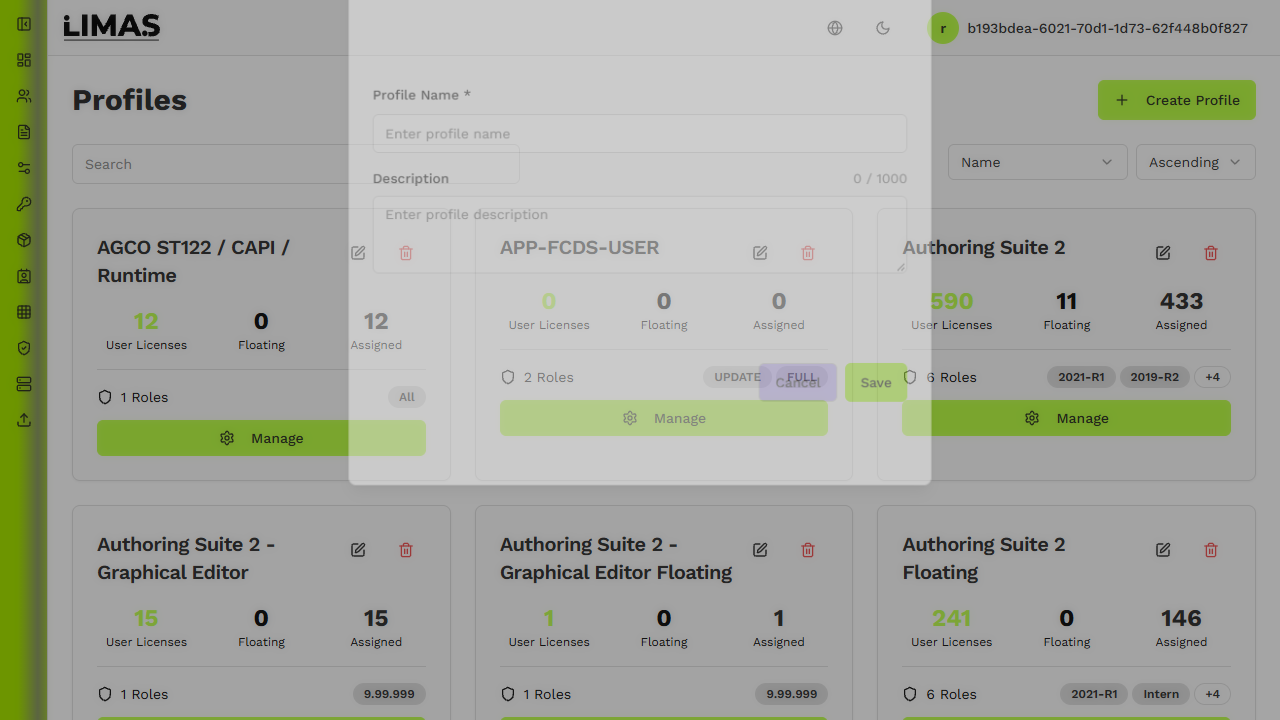 LIMAS
r
b193bdea-6021-70d1-1d73-62f448b0f827
Profiles
Create Profile
Profile Name *
Enter profile name
Search
Name
Ascending
Description
0 / 1000
Enter profile description
AGCO ST122 / CAPI /
Runtime
12
User Licenses
0
Floating
12
Assigned
1 Roles
All
Manage
APP-FCDS-USER
0
User Licenses
0
Floating
0
Assigned
2 Roles
UPDATE
FULL
Manage
Cancel
Save
Authoring Suite 2
590
User Licenses
11
Floating
433
Assigned
6 Roles
2021-R1
2019-R2
+4
Manage
Authoring Suite 2 -
Graphical Editor
15
User Licenses
0
Floating
15
Assigned
1 Roles
9.99.999
Authoring Suite 2 -
Graphical Editor Floating
1
User Licenses
0
Floating
1
Assigned
1 Roles
9.99.999
Authoring Suite 2
Floating
241
User Licenses
0
Floating
146
Assigned
6 Roles
2021-R1
Intern
+4